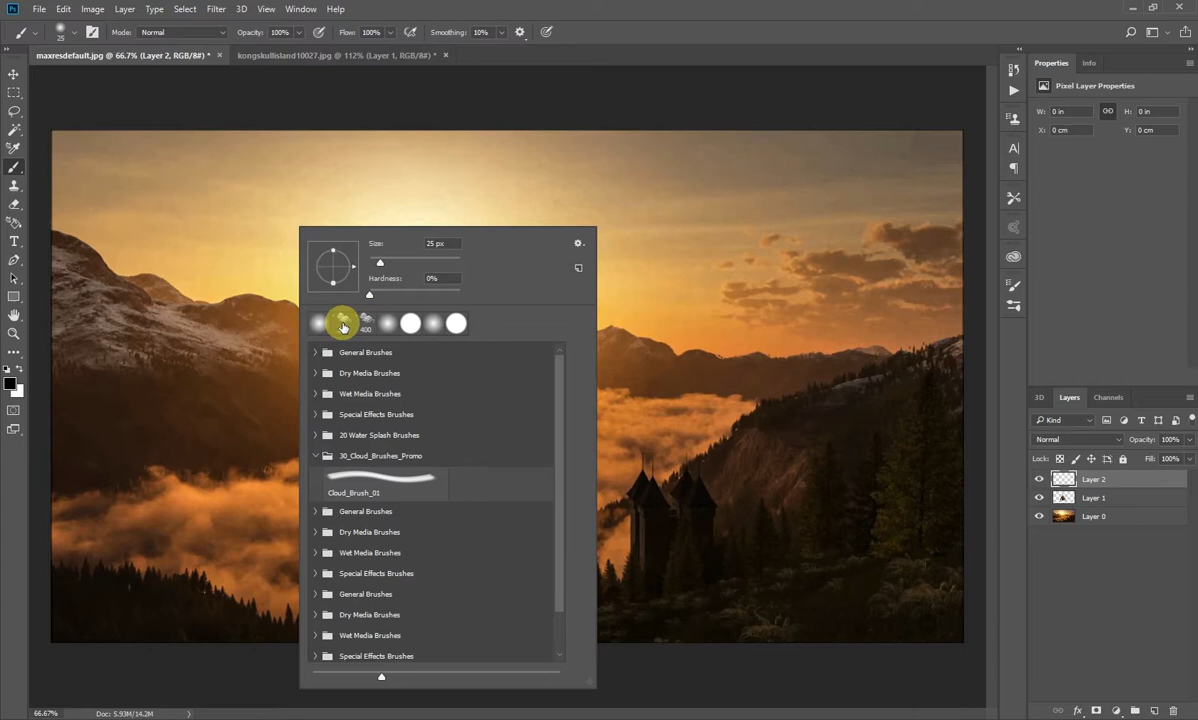 Ps File Edit Image Layer Type Select Filter 3D View Window Help
25 Mode: Normal Opacity: 100% Flow: 100% Smoothing: 10%
maxresdefault.jpg @ 66.7% (Layer 2, RGB/8#) * × kongskullisland10027.jpg @ 112% (Layer 1, RGB/8#) * ×
Properties Info
Pixel Layer Properties
W: 0 in H: 0 in
X: 0 cm Y: 0 cm
Size: 25 px
Hardness: 0%
400
General Brushes
Dry Media Brushes
Wet Media Brushes
Special Effects Brushes
20 Water Splash Brushes
30_Cloud_Brushes_Promo
Cloud_Brush_01
General Brushes
Dry Media Brushes
Wet Media Brushes
Special Effects Brushes
General Brushes
Dry Media Brushes
Wet Media Brushes
Special Effects Brushes
3D Layers Channels
Kind
Normal Opacity: 100%
Lock: Fill: 100%
Layer 2
Layer 1
Layer 0
66.67% Doc: 5.93M/14.2M